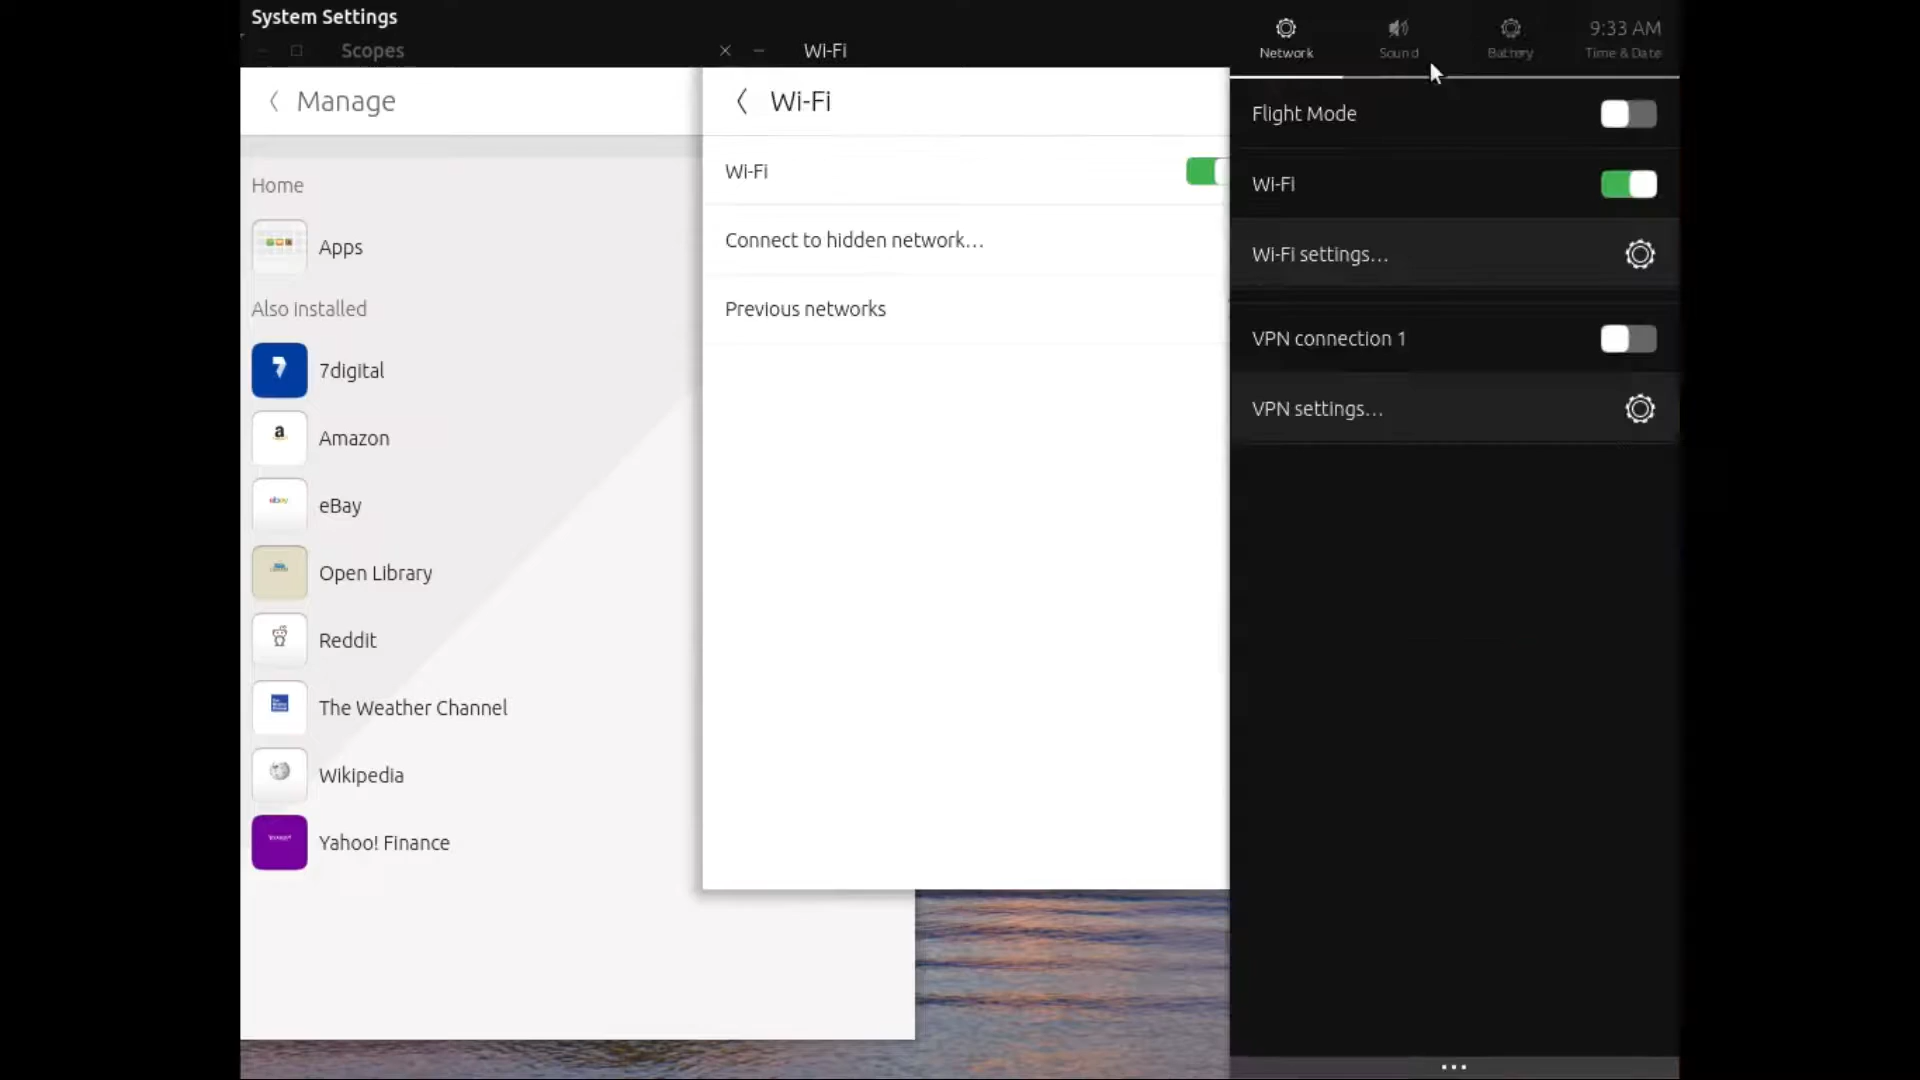 System Settings
Scopes
Manage
Home
Apps
Also installed
7digital
a
Amazon
ebay
eBay
Open Library
Reddit
The Weather Channel
Wikipedia
YAHOO!
Yahoo! Finance
Wi-Fi
Wi-Fi
Wi-Fi
Connect to hidden network...
Previous networks
Network
Sound
Battery
9:33 AM
Time & Date
Flight Mode
Wi-Fi
Wi-Fi settings...
VPN connection 1
VPN settings...